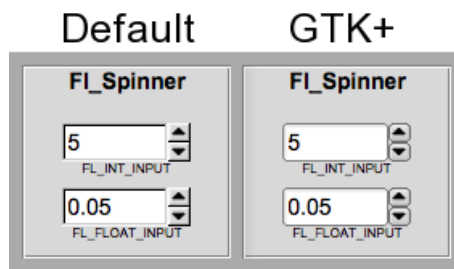 Default GTK+
Fl_Spinner Fl_Spinner
5 5
FL_INT_INPUT FL_INT_INPUT
0.05 0.05
FL_FLOAT_INPUT FL_FLOAT_INPUT